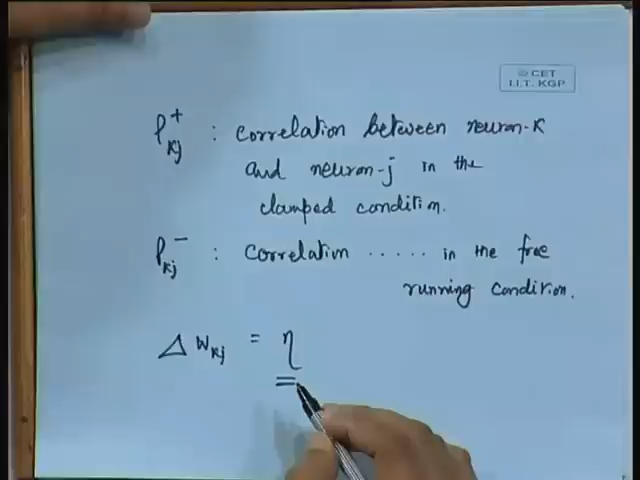 © CET
I.I.T. KGP
ρ⁺ₖⱼ : correlation between neuron-k
and neuron-j in the
clamped condition.
ρ⁻ₖⱼ : correlation ..... in the free
running condition.
Δ wₖⱼ = η